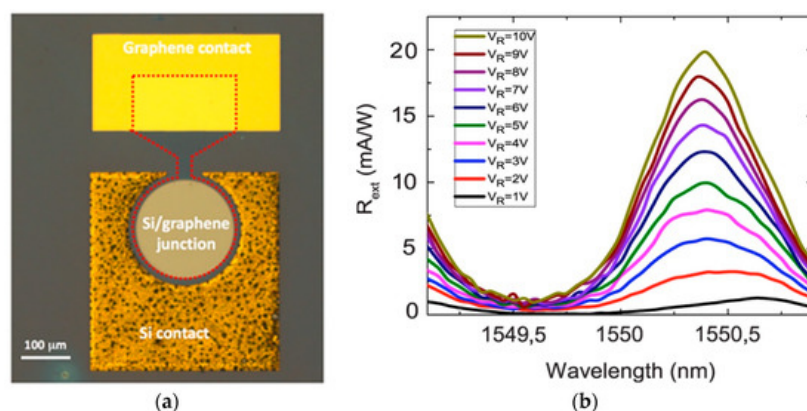 Graphene contact
Si/graphene
junction
Si contact
100 μm
(a)
R_ext (mA/W)
20
15
10
5
0
V_R=10V
V_R=9V
V_R=8V
V_R=7V
V_R=6V
V_R=5V
V_R=4V
V_R=3V
V_R=2V
V_R=1V
1549,5
1550
1550,5
Wavelength (nm)
(b)